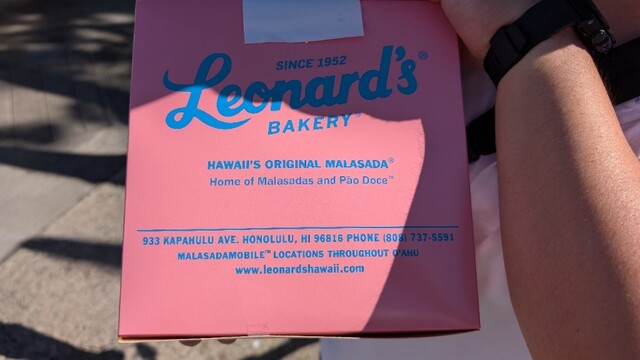 SINCE 1952
Leonard's®
BAKERY®
HAWAII'S ORIGINAL MALASADA®
Home of Malasadas and Pão Doce™
933 KAPAHULU AVE. HONOLULU, HI 96816 PHONE (808) 737-5591
MALASADAMOBILE™ LOCATIONS THROUGHOUT O'AHU
www.leonardshawaii.com